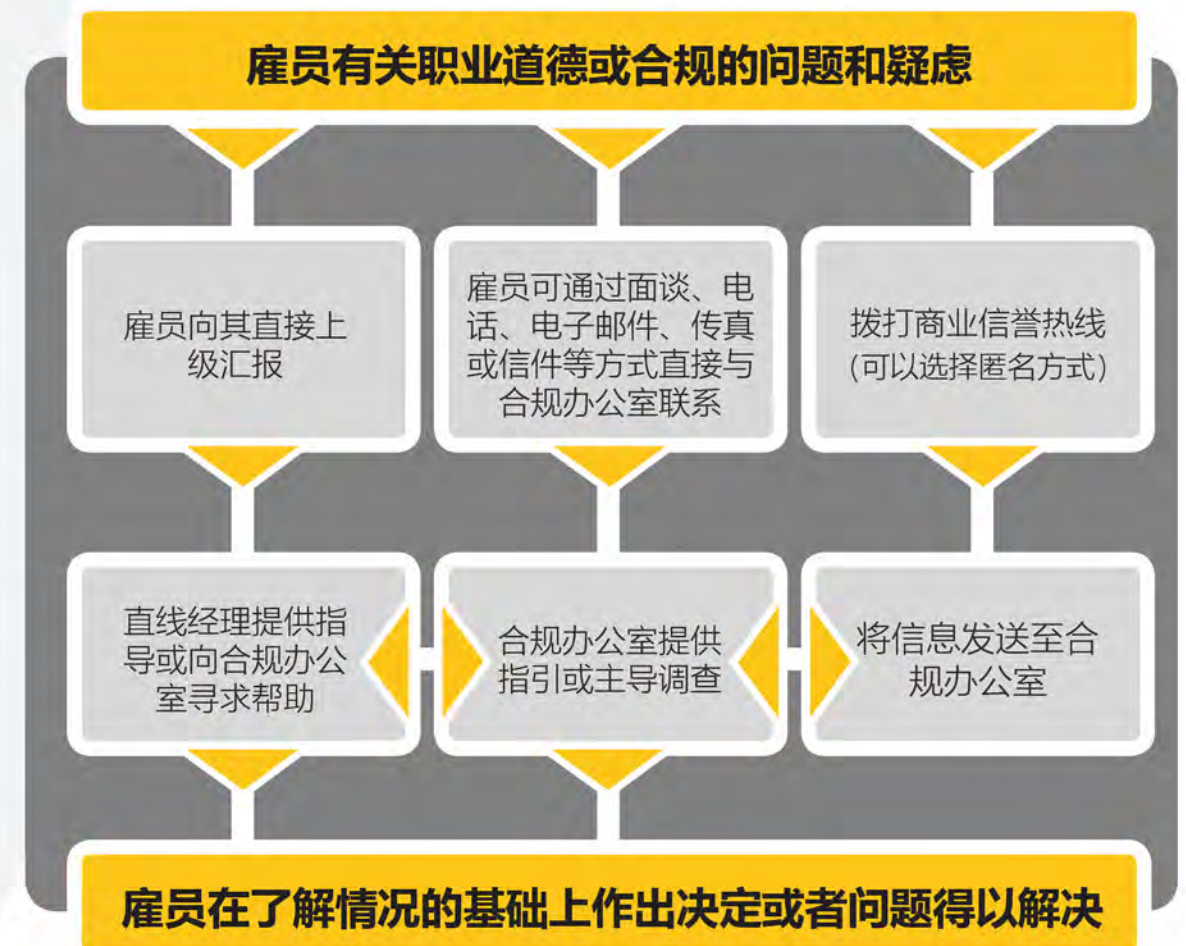 雇员有关职业道德或合规的问题和疑虑
雇员向其直接上
级汇报
雇员可通过面谈、电
话、电子邮件、传真
或信件等方式直接与
合规办公室联系
拨打商业信誉热线
(可以选择匿名方式)
直线经理提供指
导或向合规办公
室寻求帮助
合规办公室提供
指引或主导调查
将信息发送至合
规办公室
雇员在了解情况的基础上作出决定或者问题得以解决